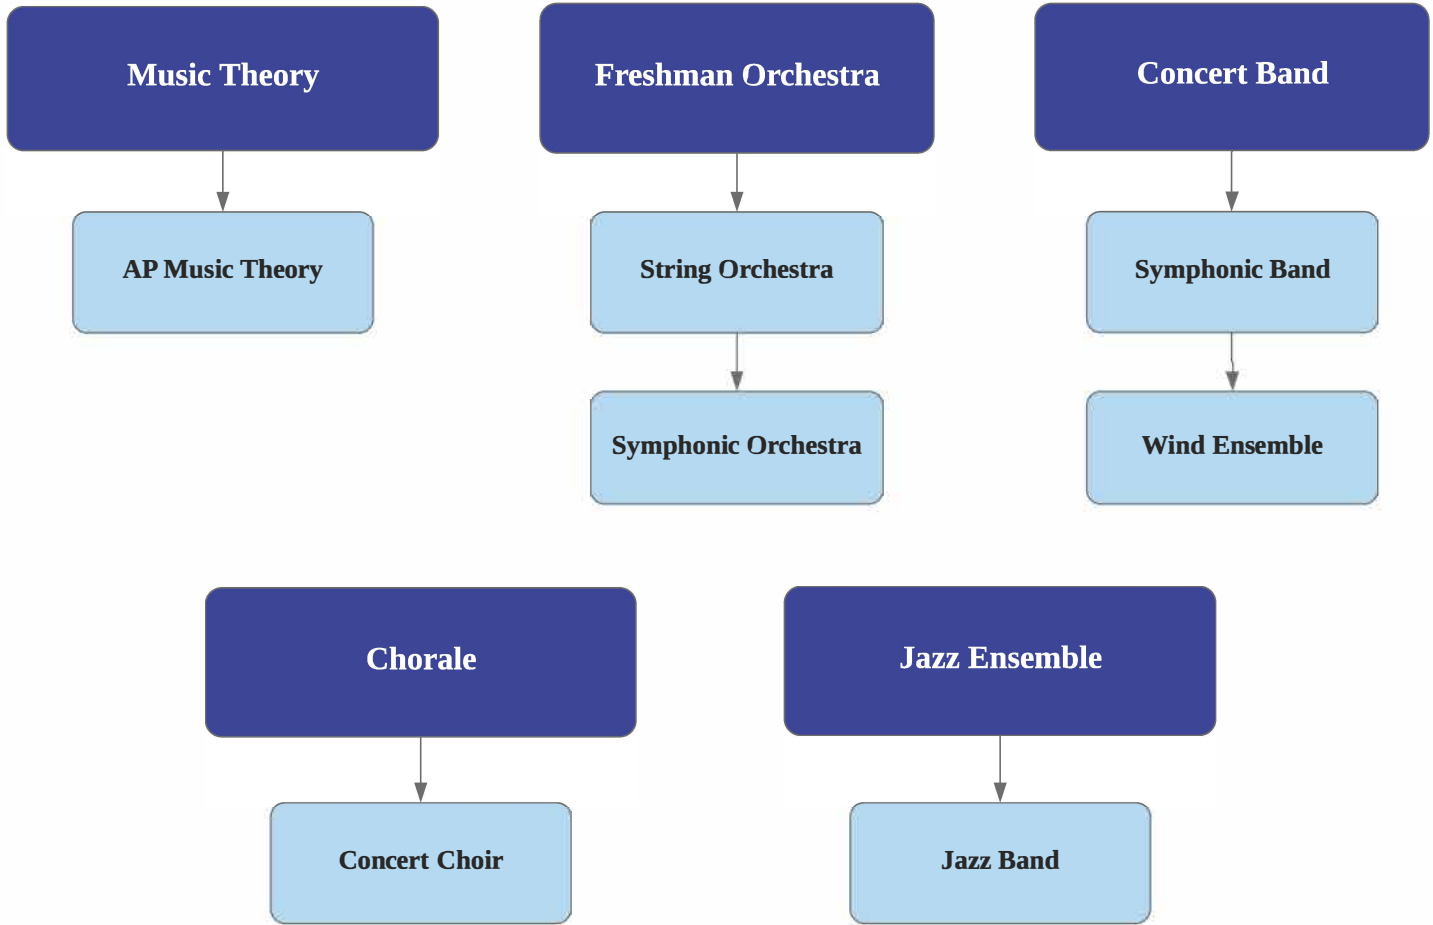 Music Theory
Freshman Orchestra
Concert Band
AP Music Theory
String Orchestra
Symphonic Band
Symphonic Orchestra
Wind Ensemble
Chorale
Jazz Ensemble
Concert Choir
Jazz Band